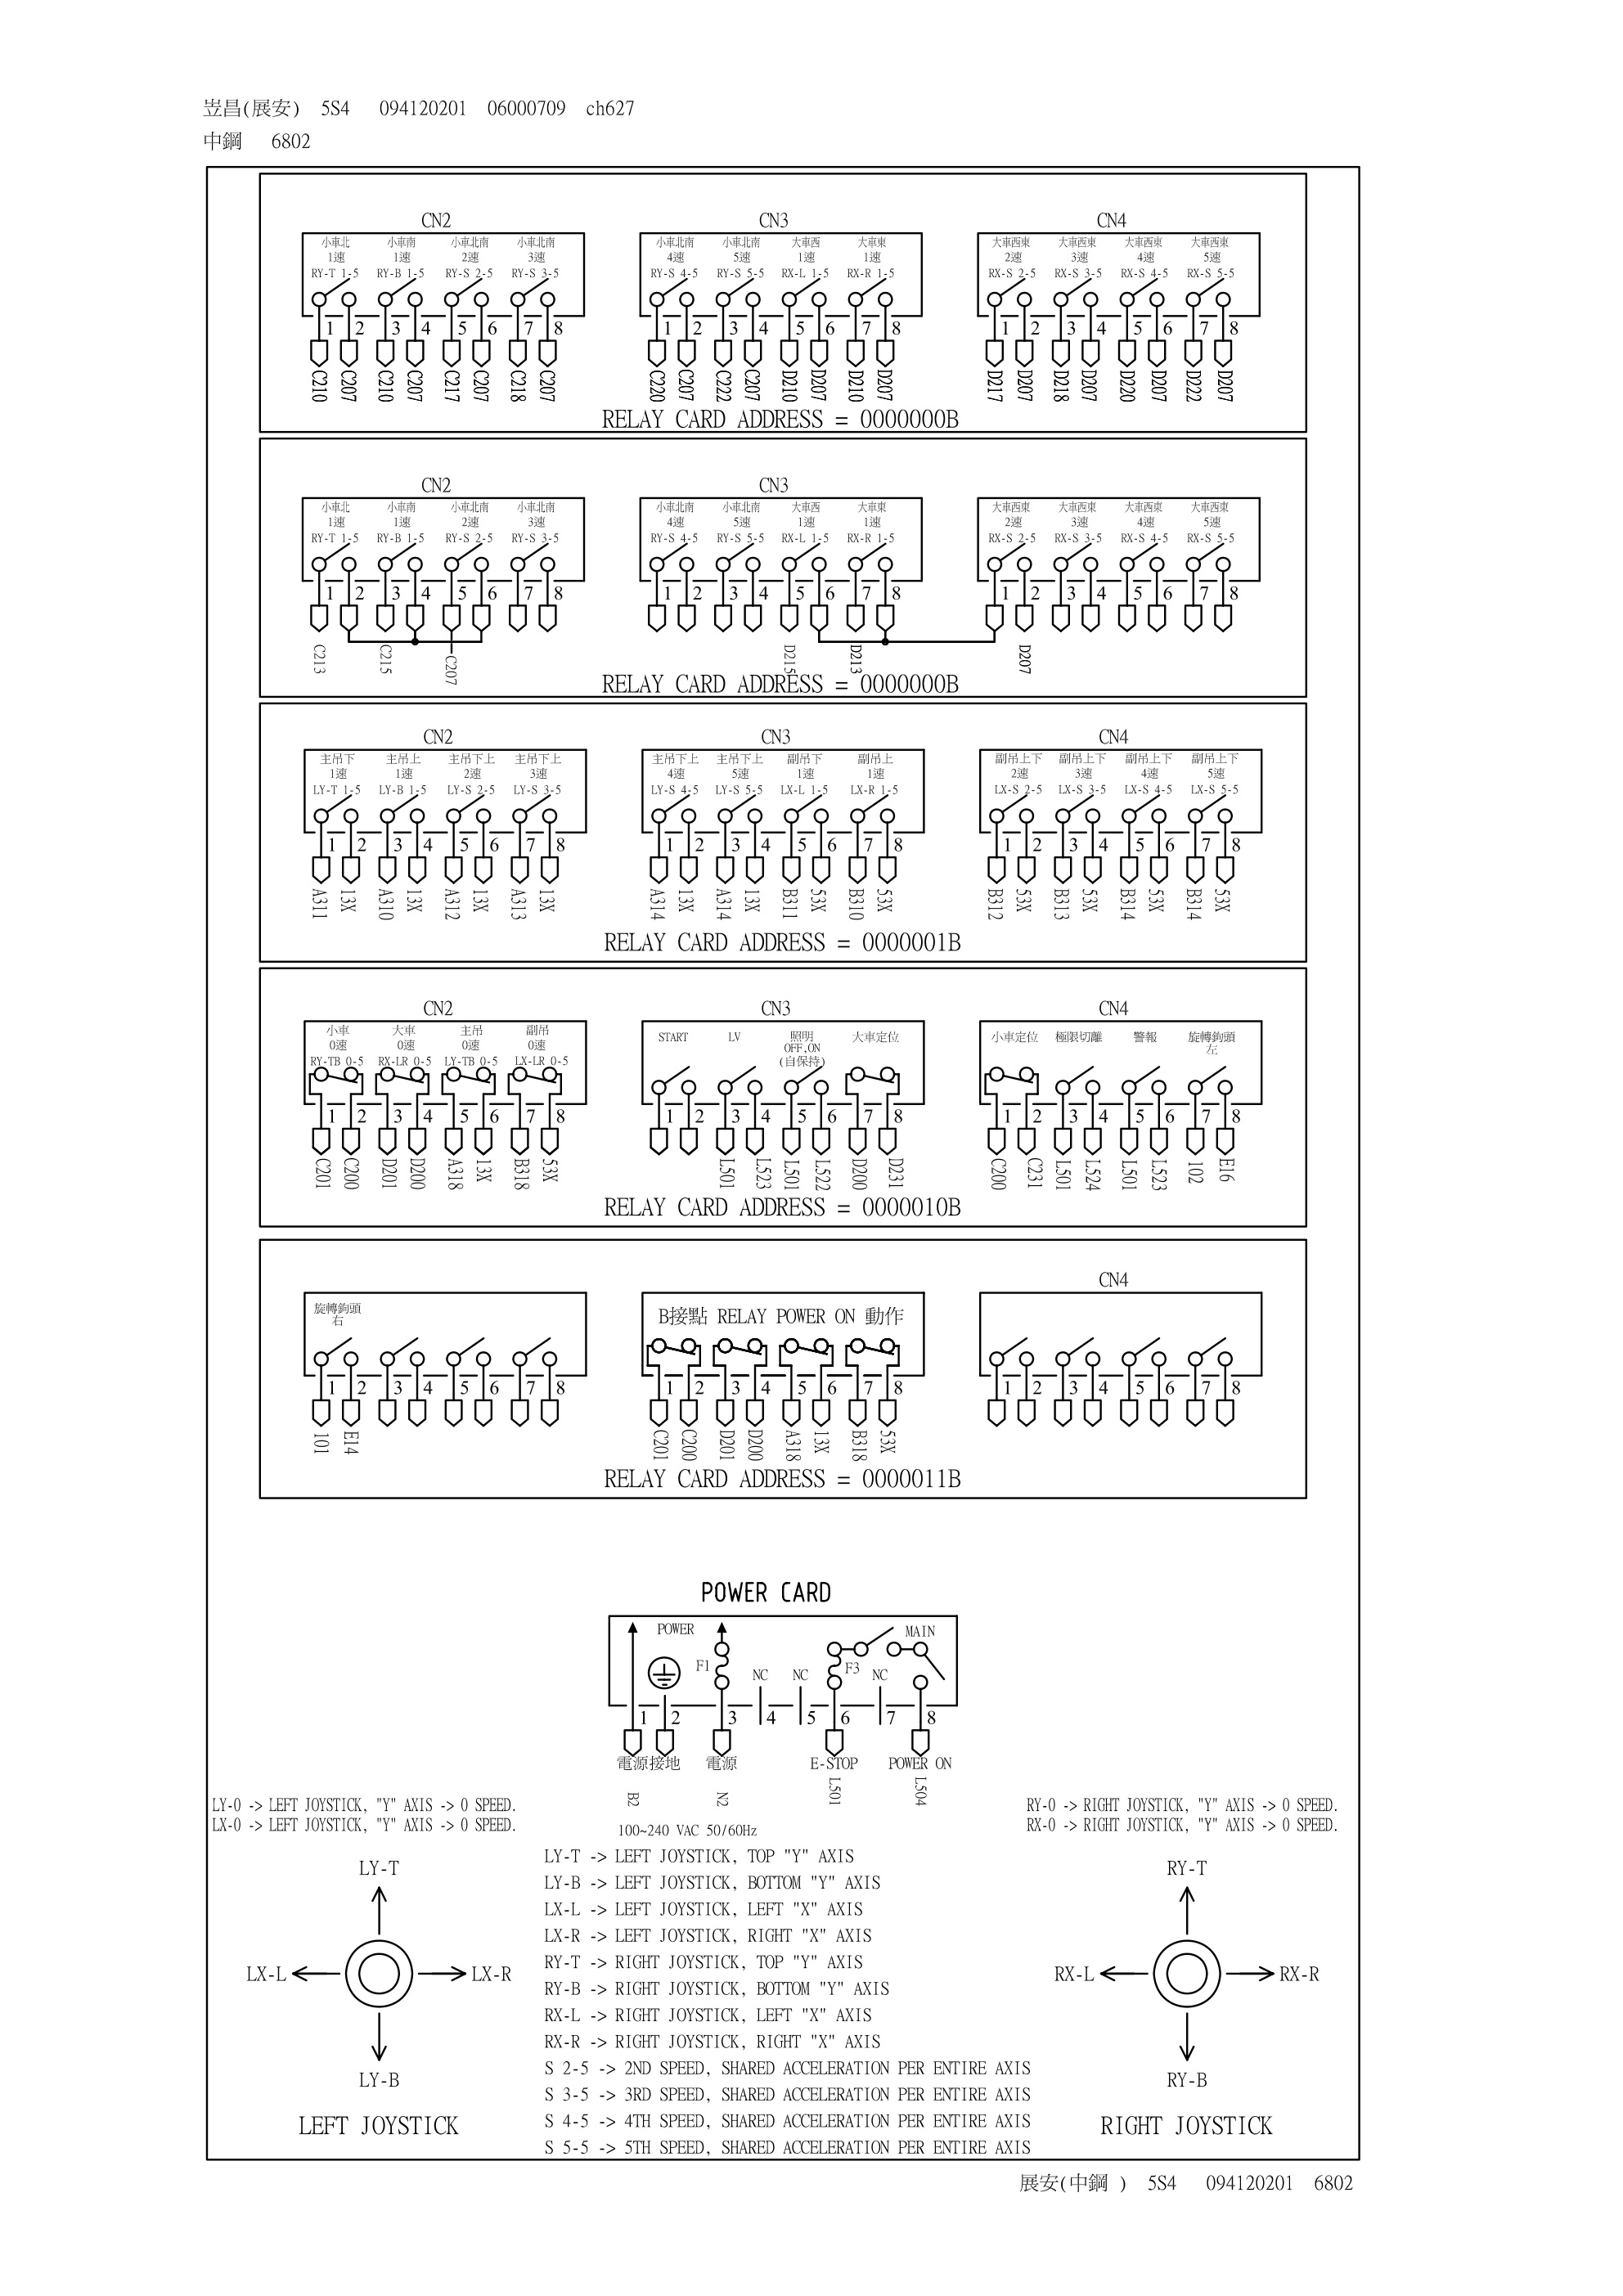 岦昌(展安) 5S4 094120201 06000709 ch627
中鋼 6802
CN2 CN3 CN4
小車北 小車南 小車北南 小車北南 小車北南 小車北南 大車西 大車東 大車西東 大車西東 大車西東 大車西東
1速 1速 2速 3速 4速 5速 1速 1速 2速 3速 4速 5速
RY-T 1-5 RY-B 1-5 RY-S 2-5 RY-S 3-5 RY-S 4-5 RY-S 5-5 RX-L 1-5 RX-R 1-5 RX-S 2-5 RX-S 3-5 RX-S 4-5 RX-S 5-5
1 2 3 4 5 6 7 8 1 2 3 4 5 6 7 8 1 2 3 4 5 6 7 8
C210 C207 C210 C207 C217 C207 C218 C207 C220 C207 C222 C207 D210 D207 D210 D207 D217 D207 D218 D207 D220 D207 D222 D207
RELAY CARD ADDRESS = 0000000B
CN2 CN3
小車北 小車南 小車北南 小車北南 小車北南 小車北南 大車西 大車東 大車西東 大車西東 大車西東 大車西東
1速 1速 2速 3速 4速 5速 1速 1速 2速 3速 4速 5速
RY-T 1-5 RY-B 1-5 RY-S 2-5 RY-S 3-5 RY-S 4-5 RY-S 5-5 RX-L 1-5 RX-R 1-5 RX-S 2-5 RX-S 3-5 RX-S 4-5 RX-S 5-5
1 2 3 4 5 6 7 8 1 2 3 4 5 6 7 8 1 2 3 4 5 6 7 8
C213 C215 C207 D215 D213 D207
RELAY CARD ADDRESS = 0000000B
CN2 CN3 CN4
主吊下 主吊上 主吊下上 主吊下上 主吊下上 主吊下上 副吊下 副吊上 副吊上下 副吊上下 副吊上下 副吊上下
1速 1速 2速 3速 4速 5速 1速 1速 2速 3速 4速 5速
LY-T 1-5 LY-B 1-5 LY-S 2-5 LY-S 3-5 LY-S 4-5 LY-S 5-5 LX-L 1-5 LX-R 1-5 LX-S 2-5 LX-S 3-5 LX-S 4-5 LX-S 5-5
1 2 3 4 5 6 7 8 1 2 3 4 5 6 7 8 1 2 3 4 5 6 7 8
A311 13X A310 13X A312 13X A313 13X A314 13X A314 13X B311 53X B310 53X B312 53X B313 53X B314 53X B314 53X
RELAY CARD ADDRESS = 0000001B
CN2 CN3 CN4
小車 大車 主吊 副吊 START LV 照明 大車定位 小車定位 極限切離 警報 旋轉鉤頭
0速 0速 0速 0速 OFF,ON 左
RY-TB 0-5 RX-LR 0-5 LY-TB 0-5 LX-LR 0-5 (自保持)
1 2 3 4 5 6 7 8 1 2 3 4 5 6 7 8 1 2 3 4 5 6 7 8
C201 C200 D201 D200 A318 13X B318 53X L501 L523 L501 L522 D200 D231 C200 C231 L501 L524 L501 L523 102 E16
RELAY CARD ADDRESS = 0000010B
CN4
旋轉鉤頭
右
B接點 RELAY POWER ON 動作
1 2 3 4 5 6 7 8 1 2 3 4 5 6 7 8 1 2 3 4 5 6 7 8
101 E14 C201 C200 D201 D200 A318 13X B318 53X
RELAY CARD ADDRESS = 0000011B
POWER CARD
POWER MAIN
F1 NC NC F3 NC
1 2 3 4 5 6 7 8
電源接地 電源 E-STOP POWER ON
B2 N2 L501 L504
100~240 VAC 50/60Hz
LY-0 -> LEFT JOYSTICK, "Y" AXIS -> 0 SPEED.
LX-0 -> LEFT JOYSTICK, "Y" AXIS -> 0 SPEED.
RY-0 -> RIGHT JOYSTICK, "Y" AXIS -> 0 SPEED.
RX-0 -> RIGHT JOYSTICK, "Y" AXIS -> 0 SPEED.
LY-T
LX-L LX-R
LY-B
LEFT JOYSTICK
LY-T -> LEFT JOYSTICK, TOP "Y" AXIS
LY-B -> LEFT JOYSTICK, BOTTOM "Y" AXIS
LX-L -> LEFT JOYSTICK, LEFT "X" AXIS
LX-R -> LEFT JOYSTICK, RIGHT "X" AXIS
RY-T -> RIGHT JOYSTICK, TOP "Y" AXIS
RY-B -> RIGHT JOYSTICK, BOTTOM "Y" AXIS
RX-L -> RIGHT JOYSTICK, LEFT "X" AXIS
RX-R -> RIGHT JOYSTICK, RIGHT "X" AXIS
S 2-5 -> 2ND SPEED, SHARED ACCELERATION PER ENTIRE AXIS
S 3-5 -> 3RD SPEED, SHARED ACCELERATION PER ENTIRE AXIS
S 4-5 -> 4TH SPEED, SHARED ACCELERATION PER ENTIRE AXIS
S 5-5 -> 5TH SPEED, SHARED ACCELERATION PER ENTIRE AXIS
RY-T
RX-L RX-R
RY-B
RIGHT JOYSTICK
展安(中鋼 ) 5S4 094120201 6802